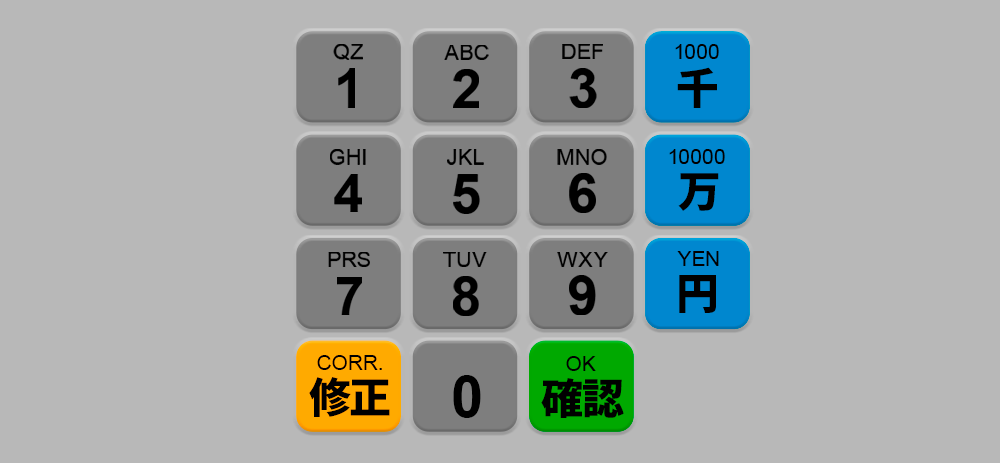 QZ
1
ABC
2
DEF
3
1000
千
GHI
4
JKL
5
MNO
6
10000
万
PRS
7
TUV
8
WXY
9
YEN
円
CORR.
修正
0
OK
確認